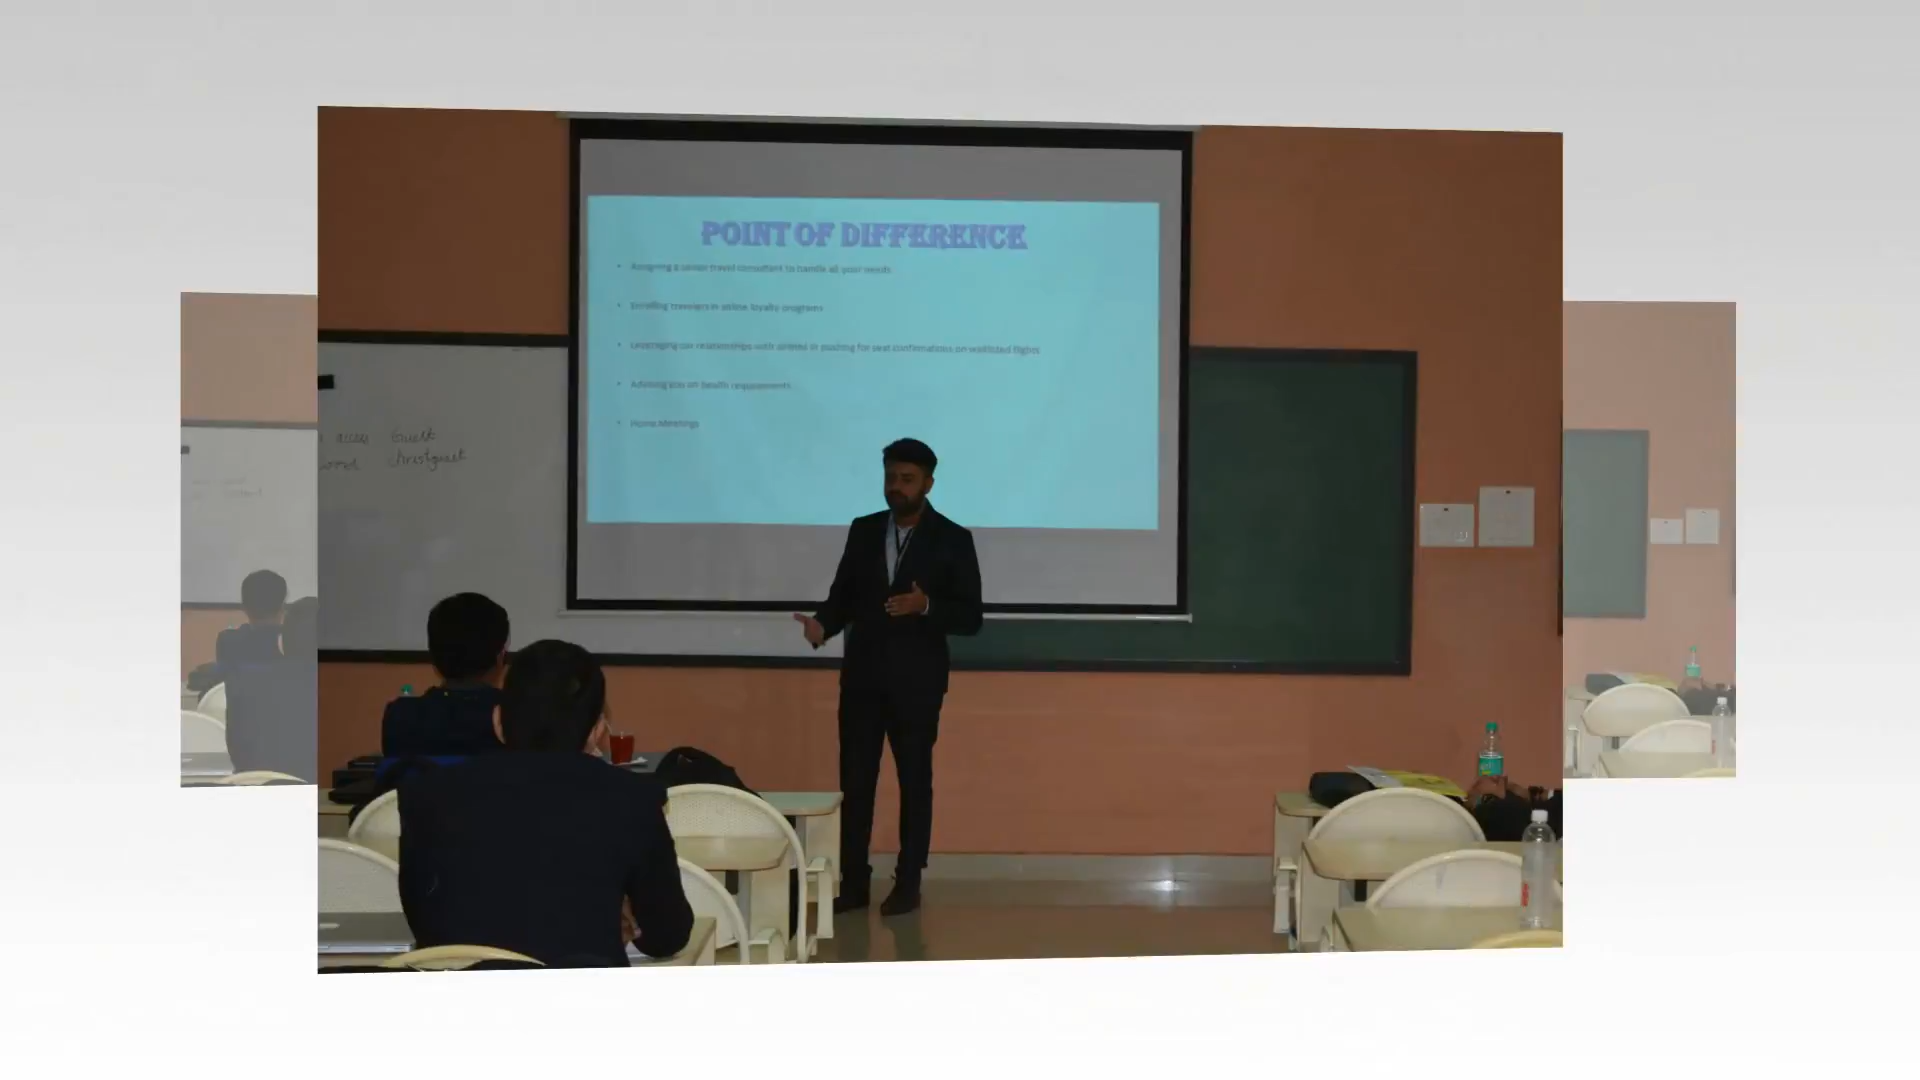 POINT OF DIFFERENCE
• Assigning a senior travel consultant to handle all your needs
• Enrolling travelers in airline loyalty programs
• Leveraging our relationships with airlines in pushing for seat confirmations on waitlisted flights
• Advising you on health requirements
• Home Meetings
Guest
christguest